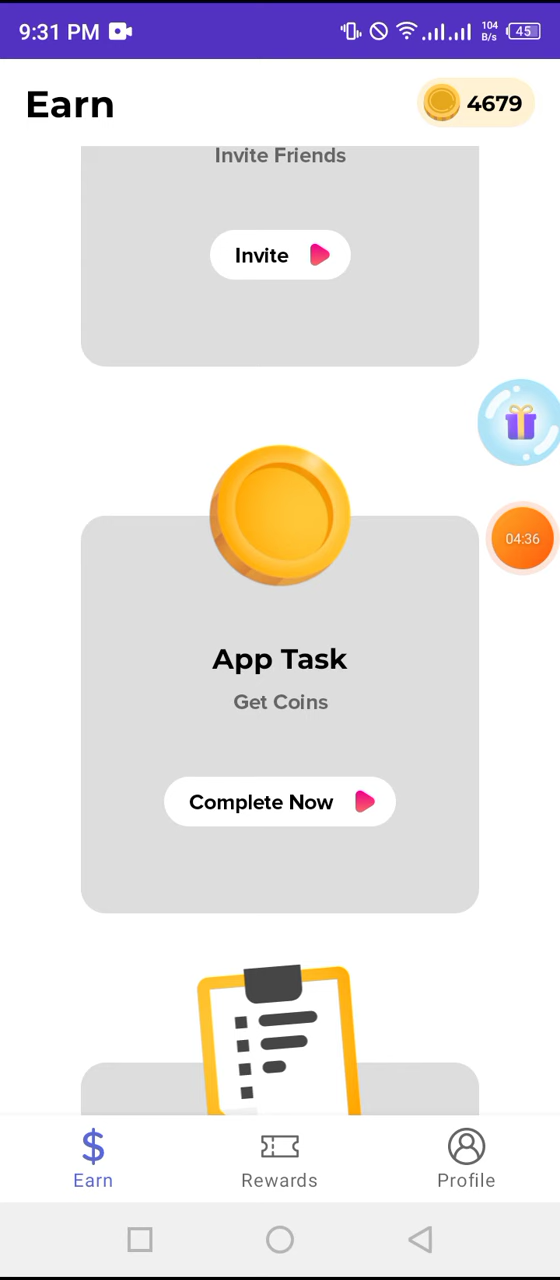 9:31 PM 104 B/s 45
Earn 4679
Invite Friends
Invite
04:36
App Task
Get Coins
Complete Now
$
Earn Rewards Profile